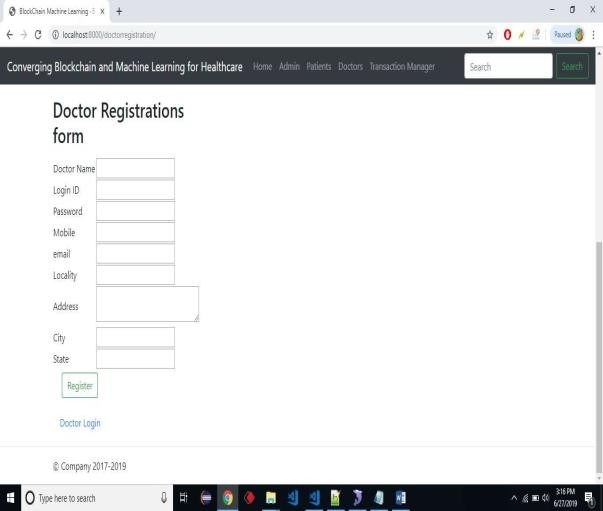 BlockChain Machine Learning - B
localhost:8000/doctorregistration/
Paused
Converging Blockchain and Machine Learning for Healthcare Home Admin Patients Doctors Transaction Manager Search Search
Doctor Registrations
form
Doctor Name
Login ID
Password
Mobile
email
Locality
Address
City
State
Register
Doctor Login
© Company 2017-2019
Type here to search
3:16 PM
6/27/2019